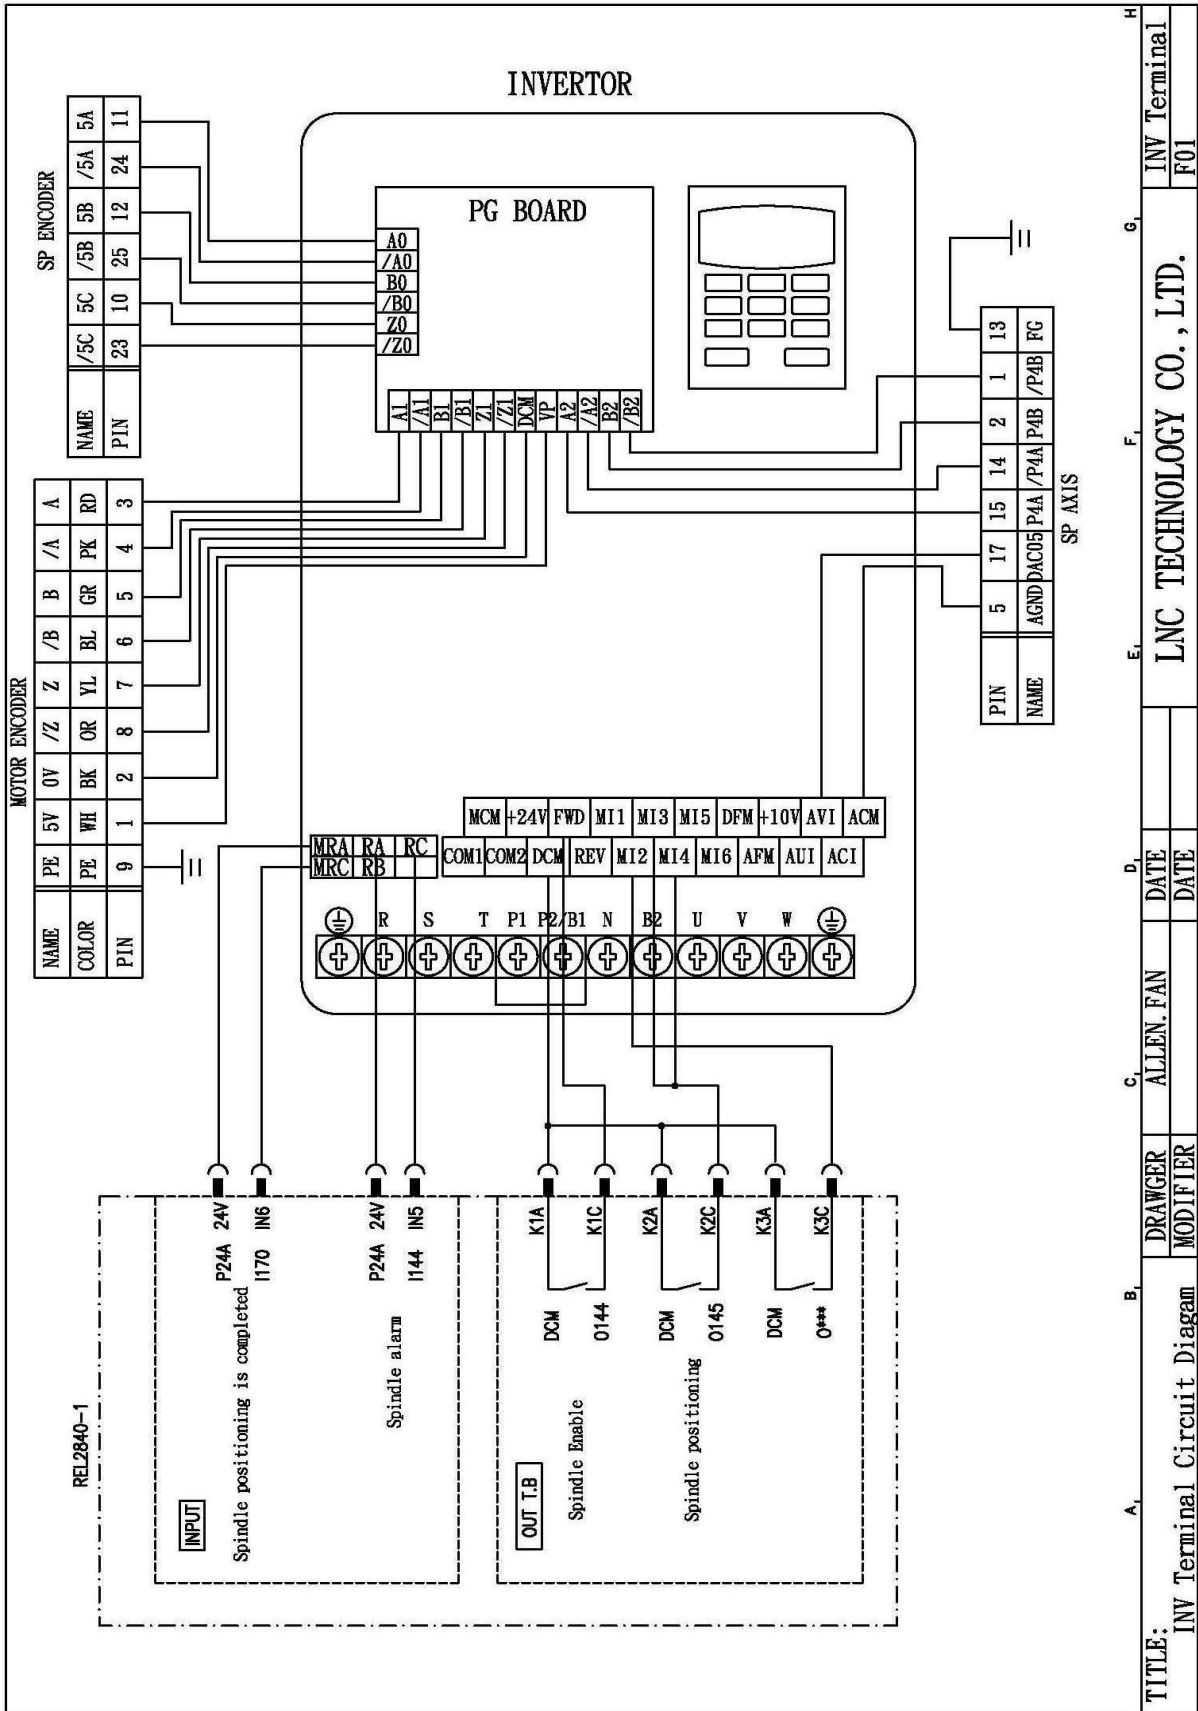 INVERTOR
SP ENCODER
NAME /5C 5C /5B 5B /5A 5A
PIN 23 10 25 12 24 11
MOTOR ENCODER
NAME PE 5V 0V /Z Z /B B /A A
COLOR PE WH BK OR YL BL GR PK RD
PIN 9 1 2 8 7 6 5 4 3
PG BOARD
A0
/A0
B0
/B0
Z0
/Z0
A1
/A1
B1
/B1
Z1
/Z1
DCM
VP
A2
/A2
B2
/B2
PIN 5 17 15 14 2 1 13
NAME AGND DAC05 P4A /P4A P4B /P4B FG
SP AXIS
MRA RA RC
MRC RB
MCM +24V FWD MI1 MI3 MI5 DFM +10V AVI ACM
COM1 COM2 DCM REV MI2 MI4 MI6 AFM AUI ACI
R S T P1 P2/B1 N B2 U V W
REL2840-1
INPUT
P24A 24V
I170 IN6
Spindle positioning is completed
P24A 24V
I144 IN5
Spindle alarm
OUT T.B
K1A
K1C
DCM
O144
Spindle Enable
K2A
K2C
DCM
O145
Spindle positioning
K3A
K3C
DCM
O***
A B C D E F G H
TITLE:
INV Terminal Circuit Diagam
DRAWGER ALLEN.FAN DATE
MODIFIER DATE
LNC TECHNOLOGY CO., LTD.
INV Terminal
F01